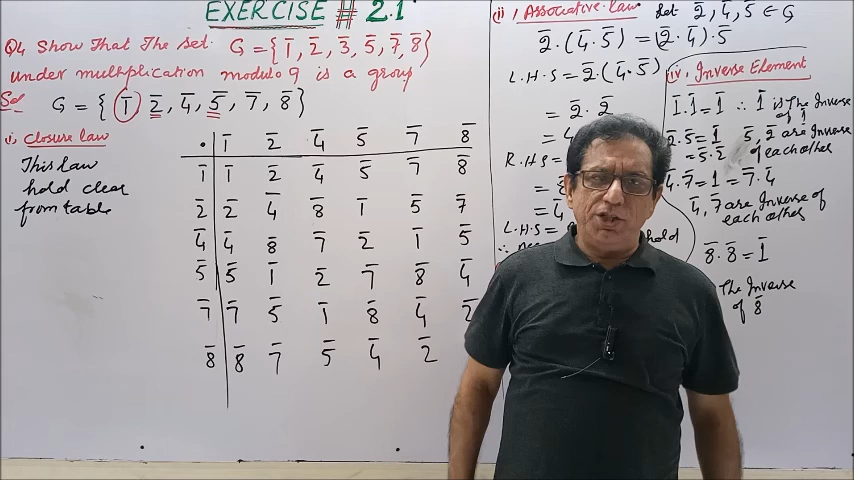 EXERCISE # 2.1
Q4 Show That The Set. G = {1̄, 2̄, 3̄, 5̄, 7̄, 8̄}
under multiplication modulo 9 is a group
Sol
G = { 1̄, 2̄, 4̄, 5̄, 7̄, 8̄ }
i) Closure law
This law
hold clear
from table
. 1̄ 2̄ 4̄ 5̄ 7̄ 8̄
1̄ 1̄ 2̄ 4̄ 5̄ 7̄ 8̄
2̄ 2̄ 4̄ 8̄ 1̄ 5̄ 7̄
4̄ 4̄ 8̄ 7̄ 2̄ 1̄ 5̄
5̄ 5̄ 1̄ 2̄ 7̄ 8̄ 4̄
7̄ 7̄ 5̄ 1̄ 8̄ 4̄ 2̄
8̄ 8̄ 7̄ 5̄ 4̄ 2̄
(ii) Associative law Let 2̄, 4̄, 5̄ ∈ G
2̄.(4̄.5̄) = (2̄.4̄).5̄
L.H.S = 2̄.(4̄.5̄)
= 2̄.2̄
= 4
R.H.S =
=
= 4̄
L.H.S =
∴ hold
iv, Inverse Element
1̄.1̄ = 1̄ ∴ 1̄ is The Inverse
of 1̄
2̄.5̄ = 1̄ 5̄, 2̄ are Inverse
= 5̄.2̄ of each other
4̄.7̄ = 1̄ = 7̄.4̄
4̄, 7̄ are Inverse of
each other
8̄.8̄ = 1̄
The Inverse
of 8̄